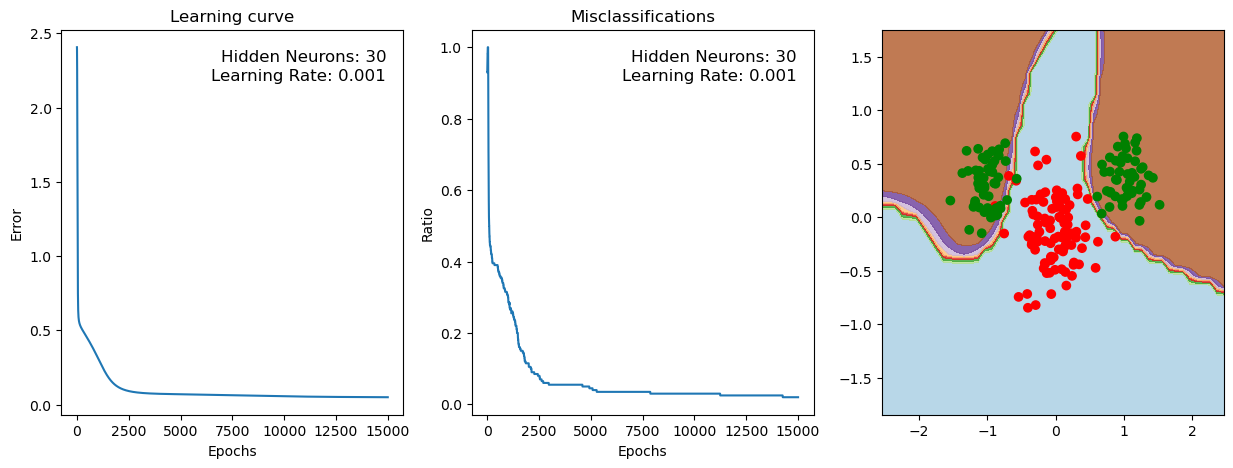 Learning curve
Hidden Neurons: 30
Learning Rate: 0.001
2.5
2.0
1.5
1.0
0.5
0.0
Error
0 2500 5000 7500 10000 12500 15000
Epochs
Misclassifications
Hidden Neurons: 30
Learning Rate: 0.001
1.0
0.8
0.6
0.4
0.2
0.0
Ratio
0 2500 5000 7500 10000 12500 15000
Epochs
1.5
1.0
0.5
0.0
−0.5
−1.0
−1.5
−2 −1 0 1 2